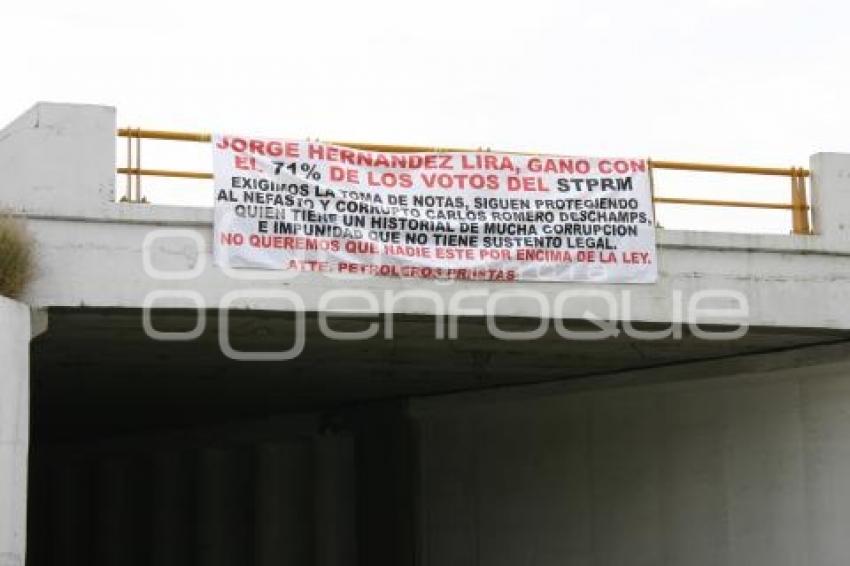 JORGE HERNANDEZ LIRA, GANO CON
EL 71% DE LOS VOTOS DEL STPRM
EXIGIMOS LA TOMA DE NOTAS, SIGUEN PROTEGIENDO
AL NEFASTO Y CORRUPTO CARLOS ROMERO DESCHAMPS,
QUIEN TIENE UN HISTORIAL DE MUCHA CORRUPCION
E IMPUNIDAD QUE NO TIENE SUSTENTO LEGAL.
NO QUEREMOS QUE NADIE ESTE POR ENCIMA DE LA LEY.
ATTE. PETROLEROS PRIISTAS
enfoque